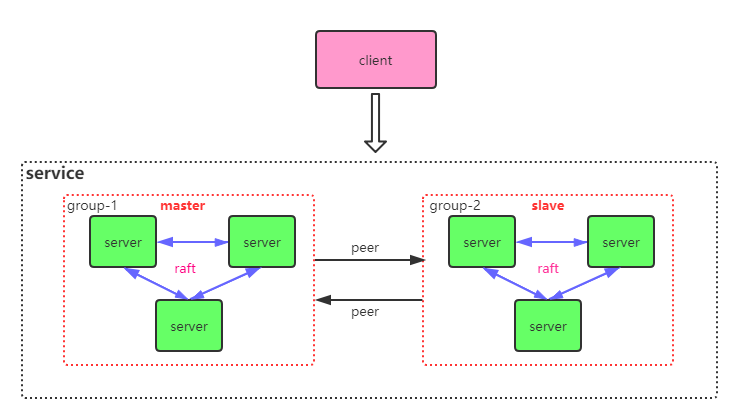 client
service
group-1 master
group-2 slave
server
server
server
server
peer
raft
raft
peer
server
server